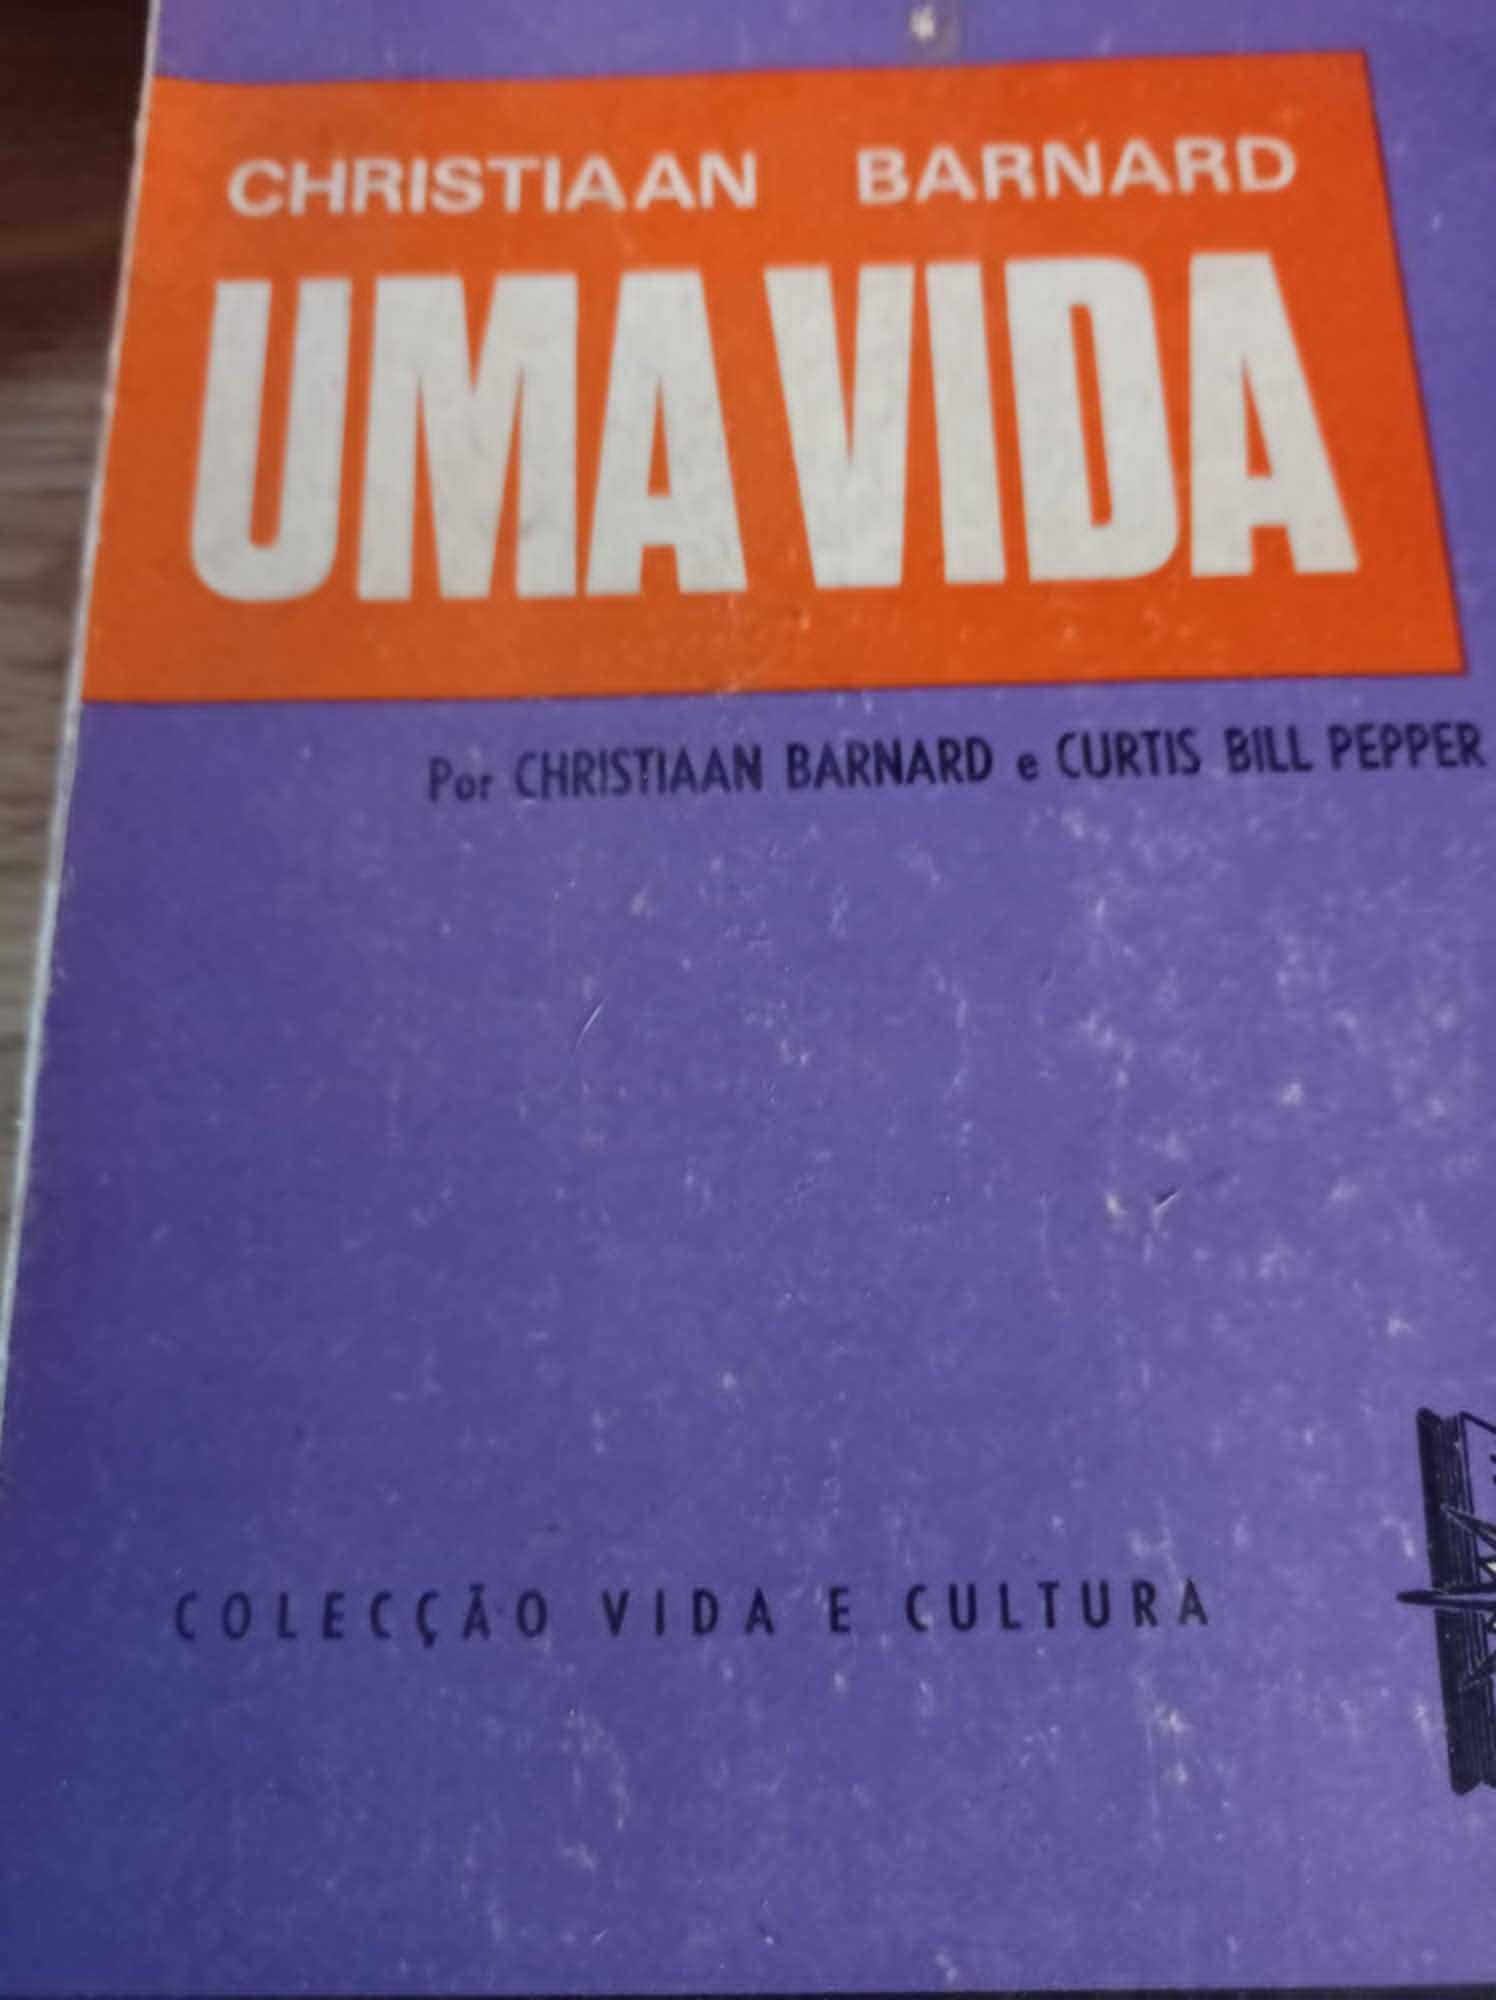 CHRISTIAAN BARNARD
UMA VIDA
Por CHRISTIAAN BARNARD e CURTIS BILL PEPPER
COLECÇÃO VIDA E CULTURA